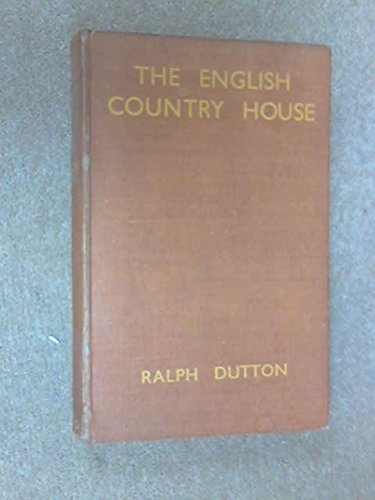 THE ENGLISH
COUNTRY HOUSE
RALPH DUTTON